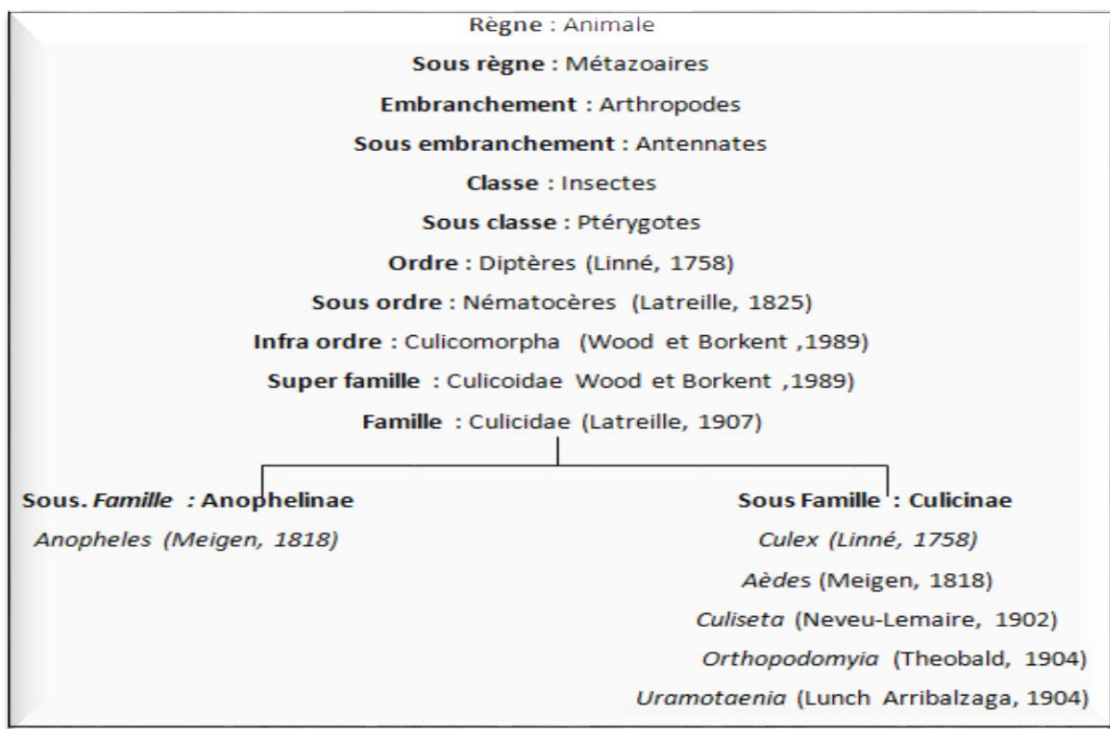 Règne : Animale
Sous règne : Métazoaires
Embranchement : Arthropodes
Sous embranchement : Antennates
Classe : Insectes
Sous classe : Ptérygotes
Ordre : Diptères (Linné, 1758)
Sous ordre : Nématocères (Latreille, 1825)
Infra ordre : Culicomorpha (Wood et Borkent ,1989)
Super famille : Culicoidae Wood et Borkent ,1989)
Famille : Culicidae (Latreille, 1907)
Sous. Famille : Anophelinae
Anopheles (Meigen, 1818)
Sous Famille : Culicinae
Culex (Linné, 1758)
Aèdes (Meigen, 1818)
Culiseta (Neveu-Lemaire, 1902)
Orthopodomyia (Theobald, 1904)
Uramotaenia (Lunch Arribalzaga, 1904)